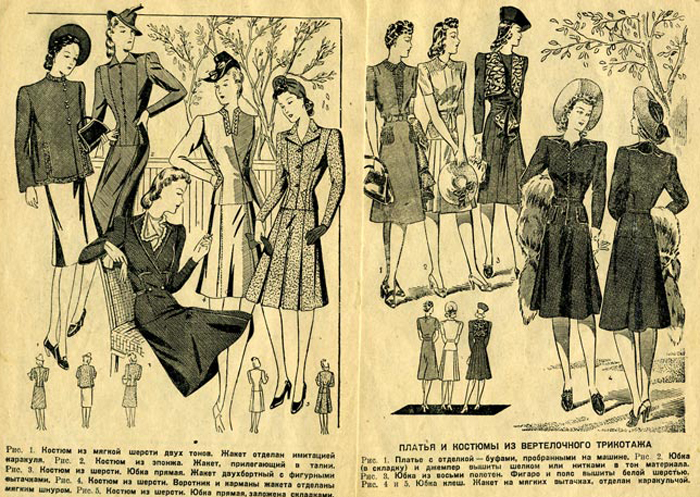 Рис. 1. Костюм из мягкой шерсти двух тонов. Жакет отделан имитацией
каракуля. Рис. 2. Костюм из эпонжа. Жакет, прилегающий в талии.
Рис. 3. Костюм из шерсти. Юбка прямая. Жакет двухбортный с фигурными
вытачками. Рис. 4. Костюм из шерсти. Воротник и карманы жакета отделаны
мягким шнуром. Рис. 5. Костюм из шерсти. Юбка прямая, заложена складками.
ПЛАТЬЯ И КОСТЮМЫ ИЗ ВЕРТЕЛОЧНОГО ТРИКОТАЖА
Рис. 1. Платье с отделкой — буфами, пробранными на машине. Рис. 2. Юбка
(в складку) и джемпер вышиты шелком или нитками в тон материала.
Рис. 3. Юбка из восьми полотен. Фигаро и пояс вышиты белой шерстью.
Рис. 4 и 5. Юбка клеш. Жакет на мягких вытачках, отделан каракульчой.